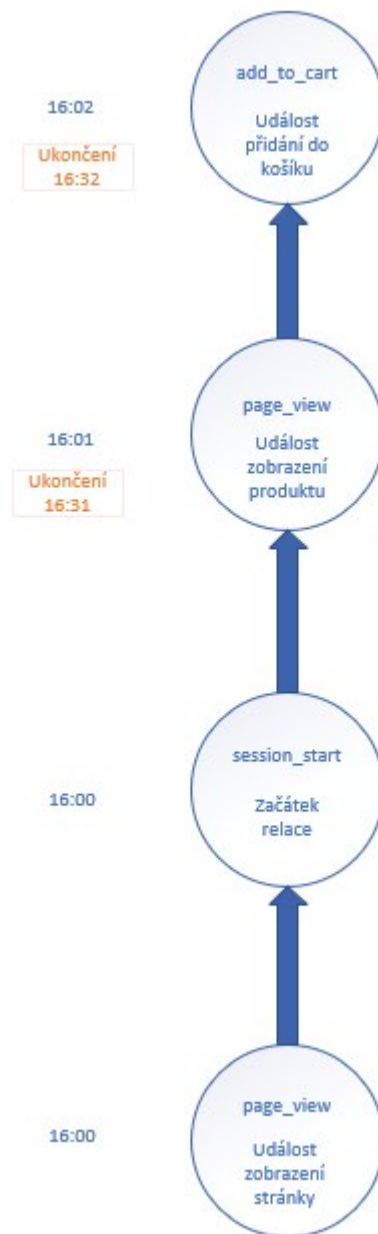 add_to_cart
16:02
Událost
přidání do
košíku
Ukončení
16:32
page_view
16:01
Událost
zobrazení
produktu
Ukončení
16:31
session_start
16:00
Začátek
relace
page_view
16:00
Událost
zobrazení
stránky